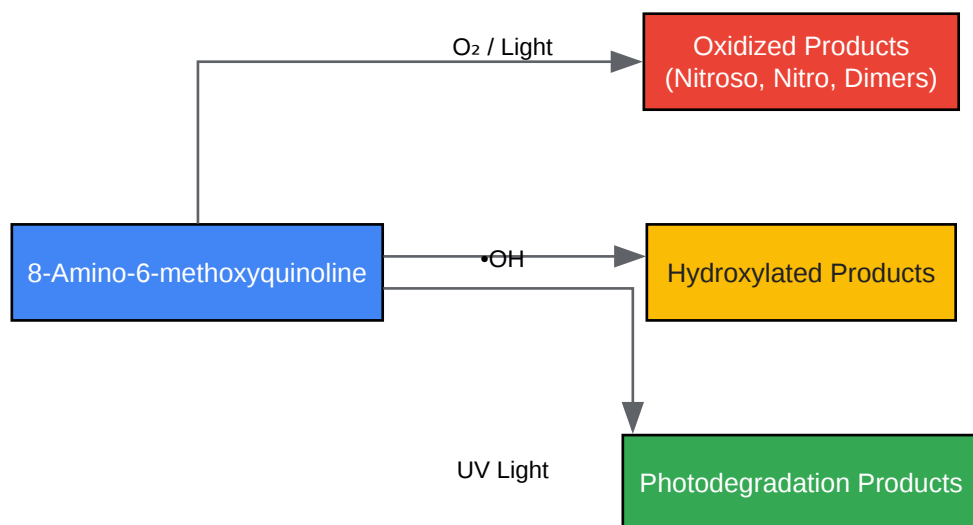 O₂ / Light
Oxidized Products
(Nitroso, Nitro, Dimers)
8-Amino-6-methoxyquinoline
•OH
Hydroxylated Products
UV Light
Photodegradation Products